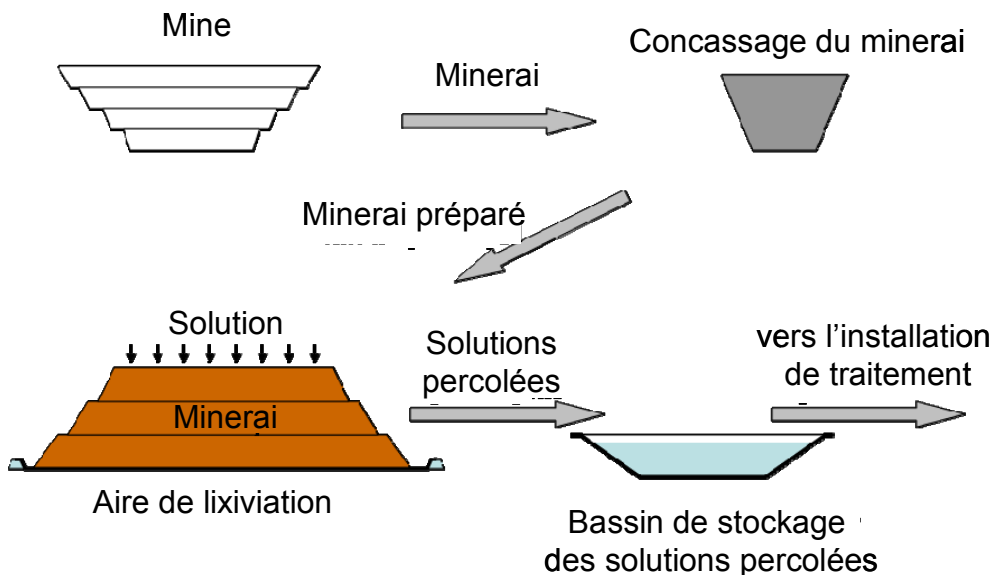 Mine
Concassage du minerai
Minerai
Minerai préparé
Solution
Solutions
percolées
vers l’installation
de traitement
Minerai
Aire de lixiviation
Bassin de stockage
des solutions percolées